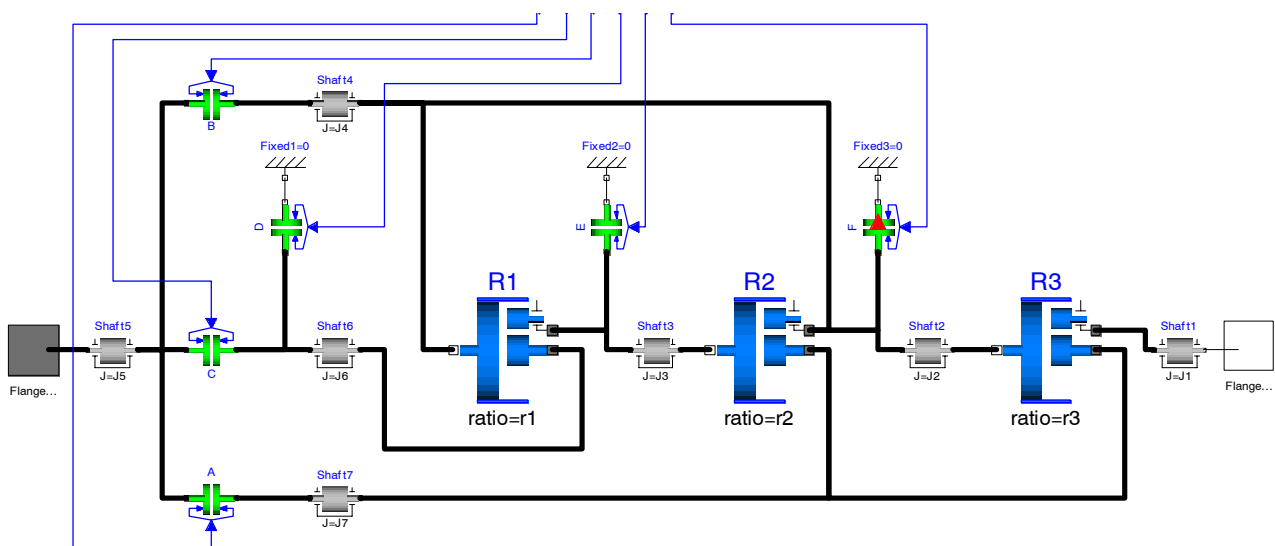 Shaft4
B
J=J4
Fixed1=0
Fixed2=0
Fixed3=0
D
E
F
R1
R2
R3
Shaft5
Shaft6
Shaft3
Shaft2
Shaft1
C
J=J5
J=J6
J=J3
J=J2
J=J1
Flange...
Flange...
ratio=r1
ratio=r2
ratio=r3
A
Shaft7
J=J7